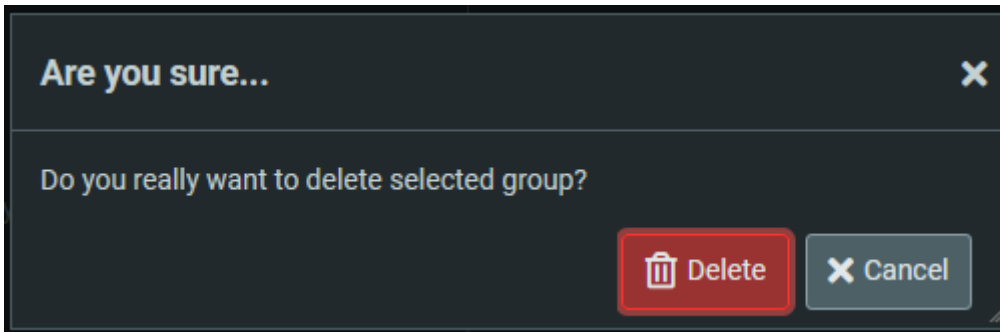 Are you sure...
Do you really want to delete selected group?
Delete
Cancel